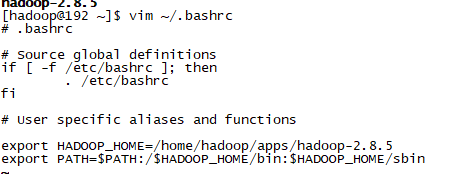 hadoop-2.8.5
[hadoop@192 ~]$ vim ~/.bashrc
# .bashrc
# Source global definitions
if [ -f /etc/bashrc ]; then
        . /etc/bashrc
fi
# User specific aliases and functions
export HADOOP_HOME=/home/hadoop/apps/hadoop-2.8.5
export PATH=$PATH:/$HADOOP_HOME/bin:$HADOOP_HOME/sbin
~